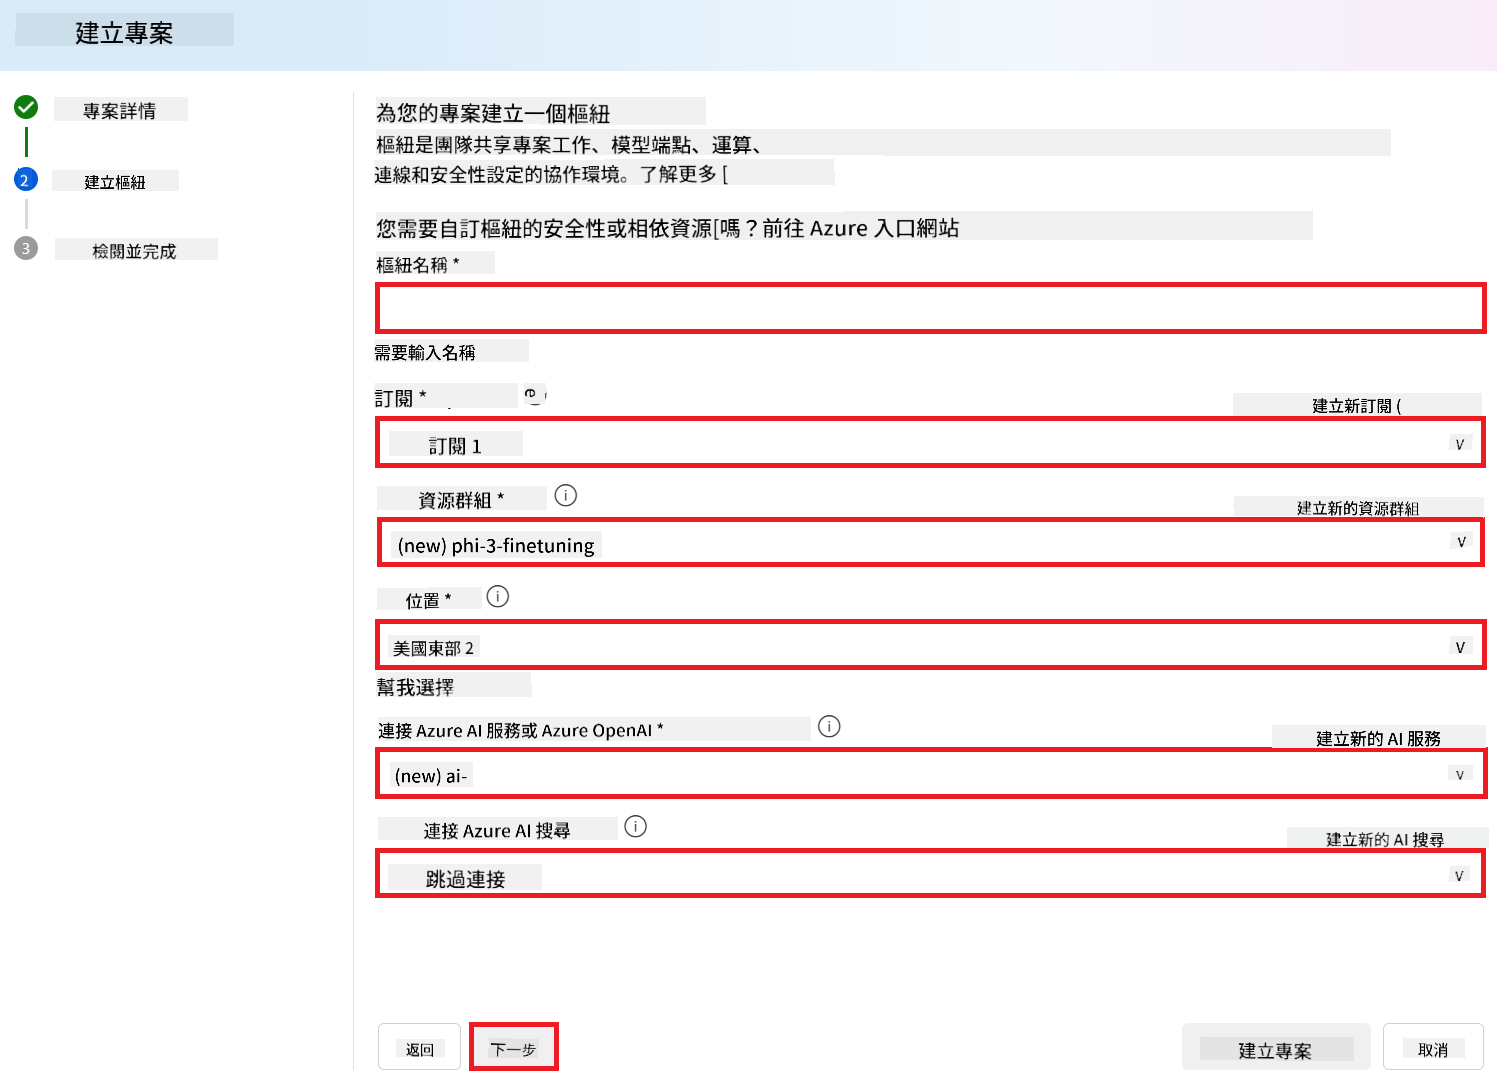 建立專案
專案詳情
2
建立樞紐
3
檢閱並完成
為您的專案建立一個樞紐
樞紐是團隊共享專案工作、模型端點、運算、
連線和安全性設定的協作環境。了解更多 [
您需要自訂樞紐的安全性或相依資源[嗎？前往 Azure 入口網站
樞紐名稱 *
需要輸入名稱
訂閱 *
建立新訂閱 (
訂閱 1
資源群組 *
建立新的資源群組
(new) phi-3-finetuning
位置 *
美國東部 2
幫我選擇
連接 Azure AI 服務或 Azure OpenAI *
建立新的 AI 服務
(new) ai-
連接 Azure AI 搜尋
建立新的 AI 搜尋
跳過連接
返回
下一步
建立專案
取消